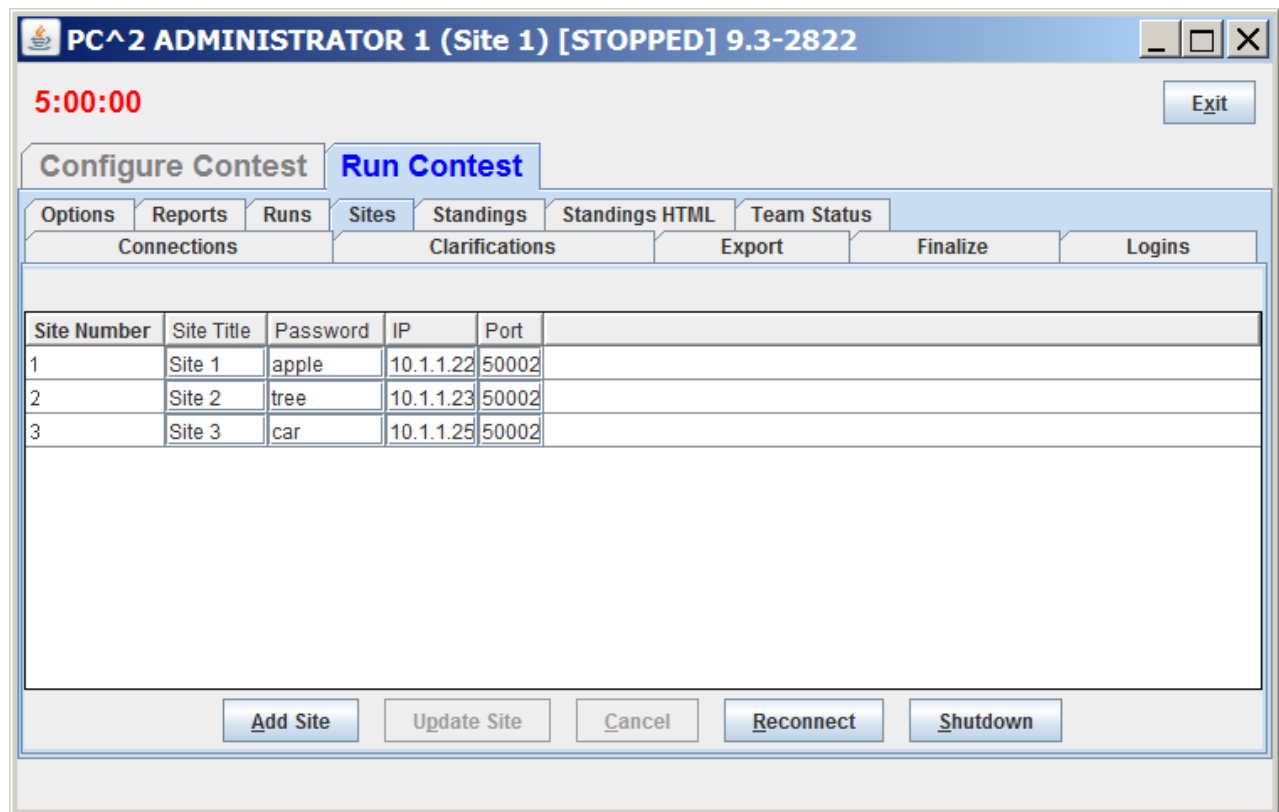 PC^2 ADMINISTRATOR 1 (Site 1) [STOPPED] 9.3-2822
5:00:00 Exit
Configure Contest Run Contest
Options Reports Runs Sites Standings Standings HTML Team Status
Connections Clarifications Export Finalize Logins
Site Number Site Title Password IP Port
1 Site 1 apple 10.1.1.22 50002
2 Site 2 tree 10.1.1.23 50002
3 Site 3 car 10.1.1.25 50002
Add Site Update Site Cancel Reconnect Shutdown